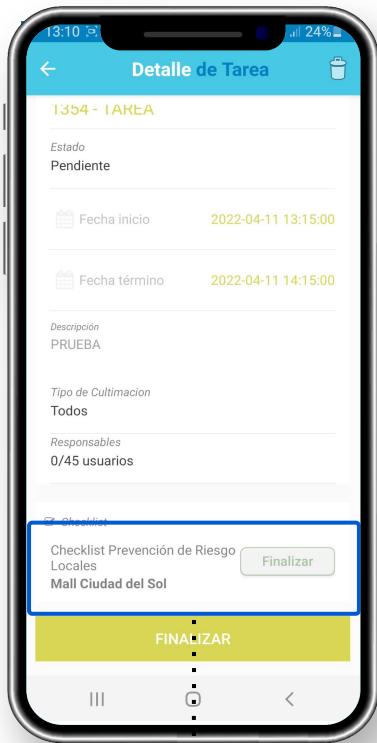 13:10 24%
Detalle de Tarea
1354 - TAREA
Estado
Pendiente
Fecha inicio 2022-04-11 13:15:00
Fecha término 2022-04-11 14:15:00
Descripción
PRUEBA
Tipo de Cultimacion
Todos
Responsables
0/45 usuarios
Checklist
Checklist Prevención de Riesgo
Locales
Mall Ciudad del Sol
Finalizar
FINALIZAR